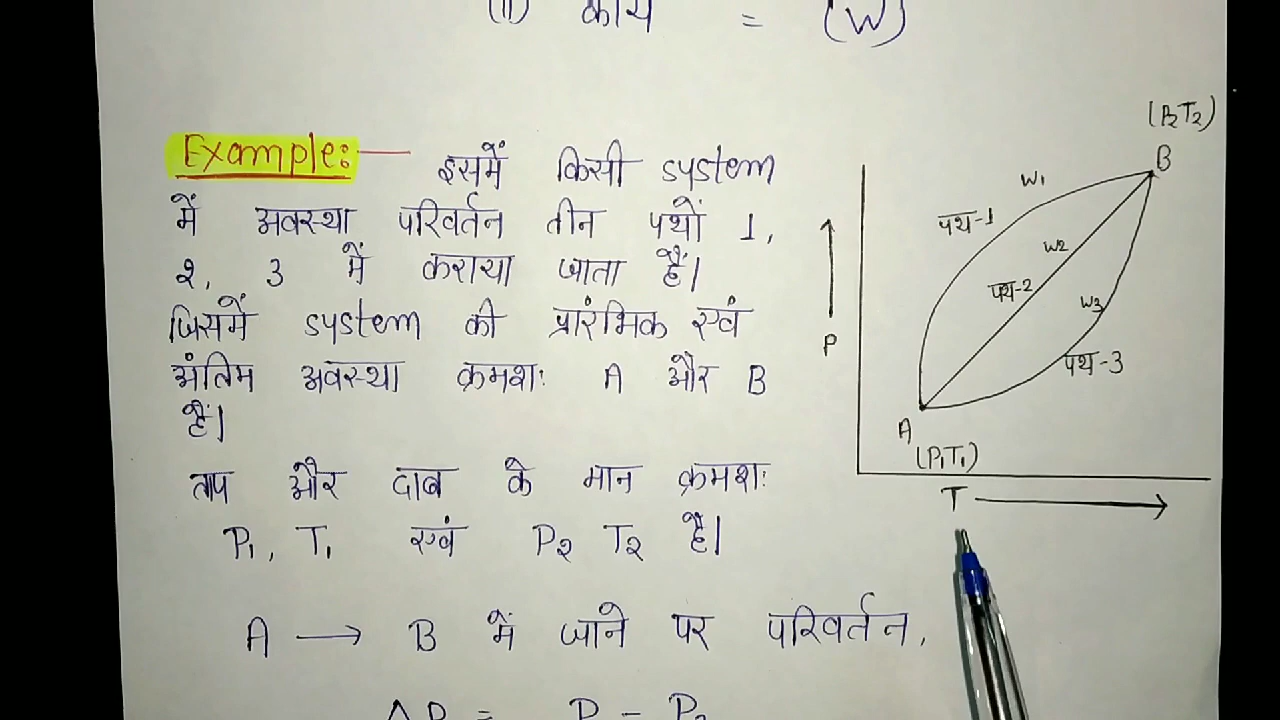 (ii) कार्य = (W)
Example:— इसमें किसी system
में अवस्था परिवर्तन तीन पथों 1,
2, 3 में कराया जाता हैं।
जिसमें system की प्रारंभिक एवं
अंतिम अवस्था क्रमशः A और B
हैं।
ताप और दाब के मान क्रमशः
P₁, T₁ एवं P₂ T₂ है।
A → B में जाने पर परिवर्तन,
(P₂T₂)
B
W₁
पथ-1
W₂
पथ-2
W₃
पथ-3
P
A
(P₁T₁)
T